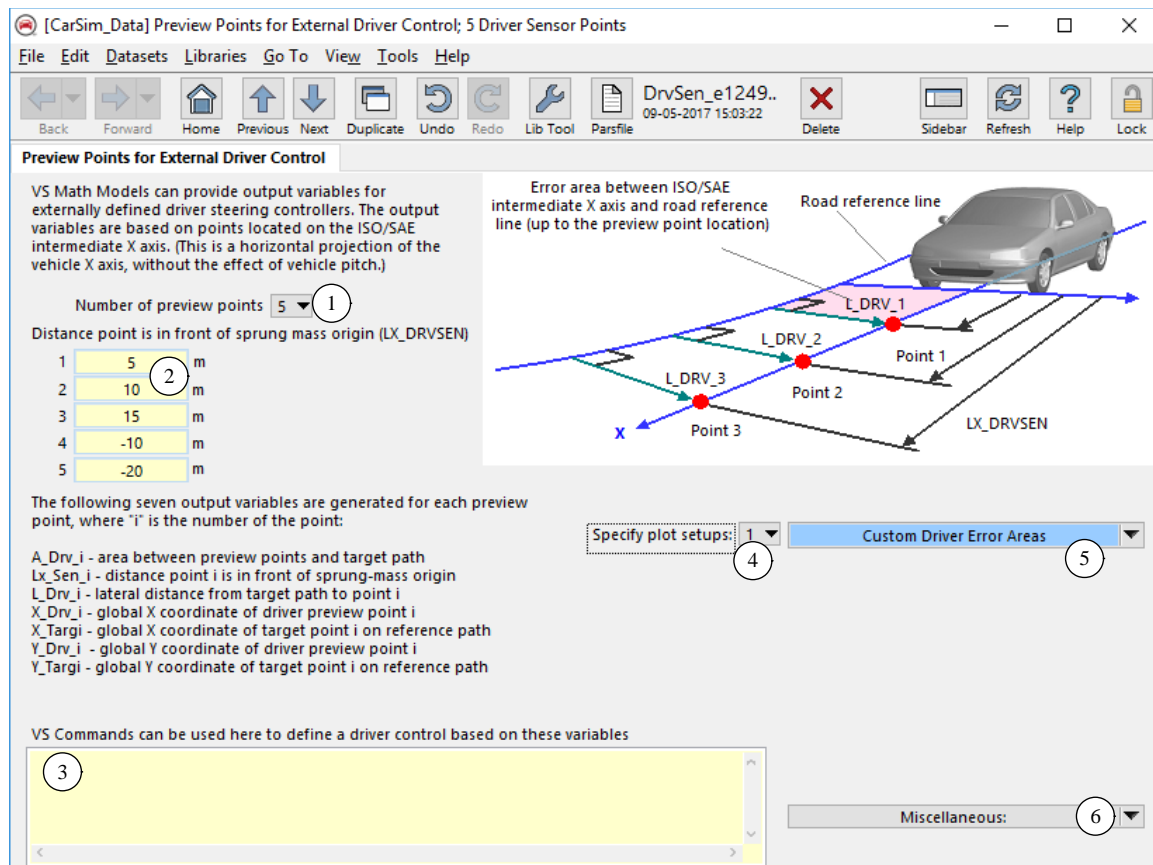 [CarSim_Data] Preview Points for External Driver Control; 5 Driver Sensor Points
File Edit Datasets Libraries Go To View Tools Help
Back Forward Home Previous Next Duplicate Undo Redo Lib Tool Parsfile DrvSen_e1249.. 09-05-2017 15:03:22 Delete Sidebar Refresh Help Lock
Preview Points for External Driver Control
VS Math Models can provide output variables for
externally defined driver steering controllers. The output
variables are based on points located on the ISO/SAE
intermediate X axis. (This is a horizontal projection of the
vehicle X axis, without the effect of vehicle pitch.)
Number of preview points 5 1
Distance point is in front of sprung mass origin (LX_DRVSEN)
1 5 m
2
2 10 m
3 15 m
4 -10 m
5 -20 m
Error area between ISO/SAE
intermediate X axis and road reference
line (up to the preview point location)
Road reference line
L_DRV_1
L_DRV_2
Point 1
L_DRV_3
Point 2
X
Point 3
LX_DRVSEN
The following seven output variables are generated for each preview
point, where "i" is the number of the point:
A_Drv_i - area between preview points and target path
Lx_Sen_i - distance point i is in front of sprung-mass origin
L_Drv_i - lateral distance from target path to point i
X_Drv_i - global X coordinate of driver preview point i
X_Targi - global X coordinate of target point i on reference path
Y_Drv_i - global Y coordinate of driver preview point i
Y_Targi - global Y coordinate of target point i on reference path
Specify plot setups: 1 Custom Driver Error Areas
4 5
VS Commands can be used here to define a driver control based on these variables
3
Miscellaneous: 6